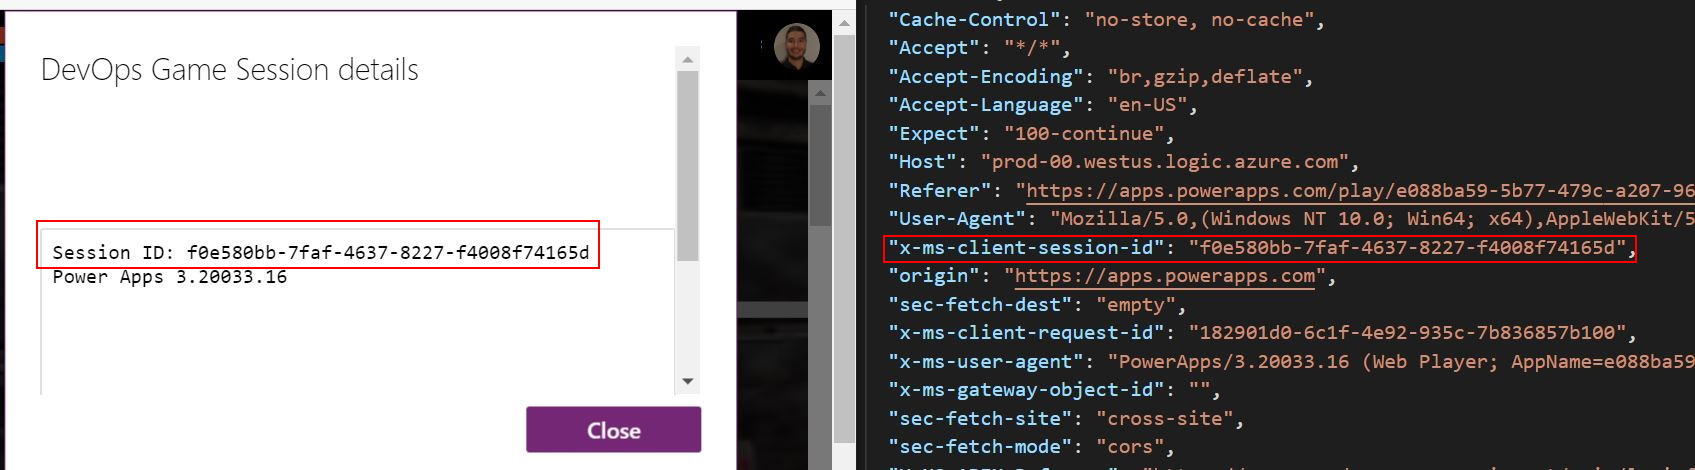 DevOps Game Session details
Session ID: f0e580bb-7faf-4637-8227-f4008f74165d
Power Apps 3.20033.16
Close
"Cache-Control": "no-store, no-cache",
"Accept": "*/*",
"Accept-Encoding": "br,gzip,deflate",
"Accept-Language": "en-US",
"Expect": "100-continue",
"Host": "prod-00.westus.logic.azure.com",
"Referer": "https://apps.powerapps.com/play/e088ba59-5b77-479c-a207-96
"User-Agent": "Mozilla/5.0,(Windows NT 10.0; Win64; x64),AppleWebKit/5
"x-ms-client-session-id": "f0e580bb-7faf-4637-8227-f4008f74165d",
"origin": "https://apps.powerapps.com",
"sec-fetch-dest": "empty",
"x-ms-client-request-id": "182901d0-6c1f-4e92-935c-7b836857b100",
"x-ms-user-agent": "PowerApps/3.20033.16 (Web Player; AppName=e088ba59
"x-ms-gateway-object-id": "",
"sec-fetch-site": "cross-site",
"sec-fetch-mode": "cors",